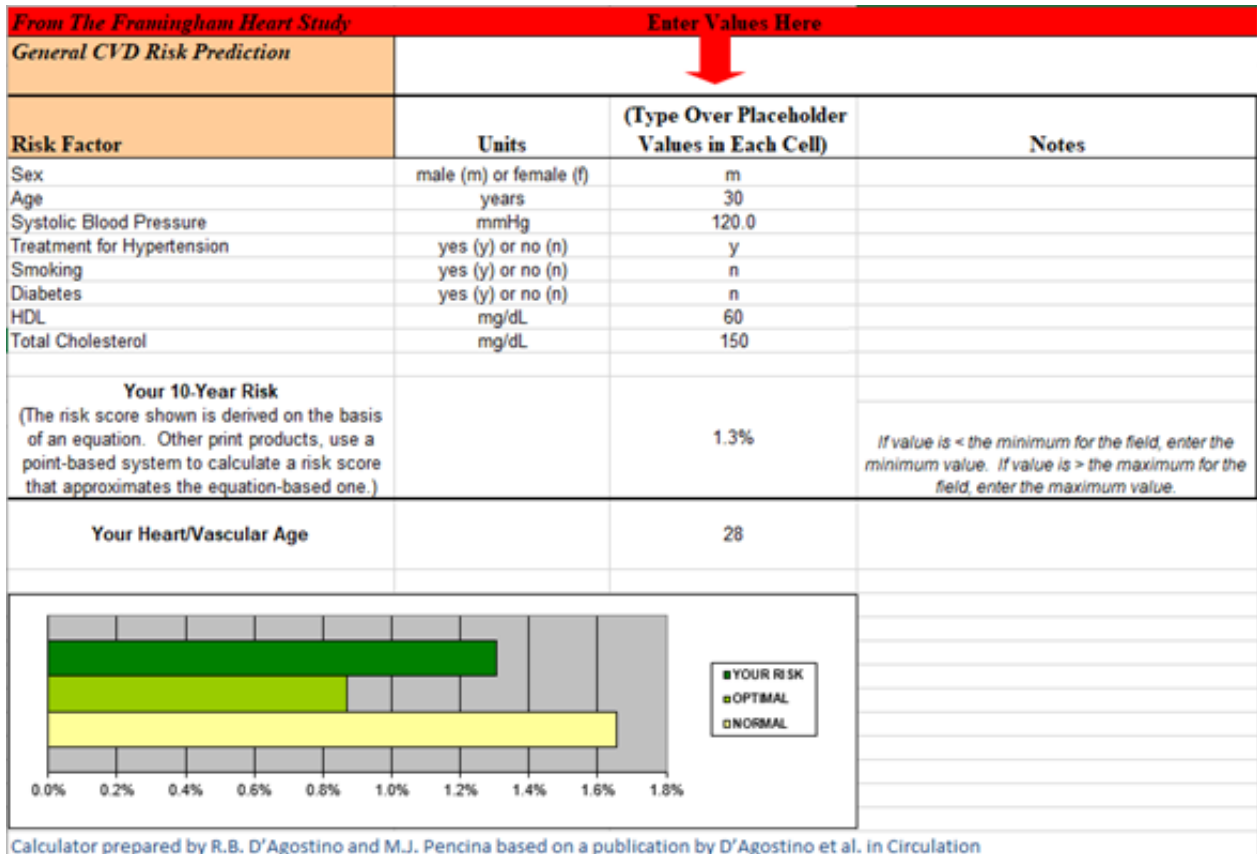 From The Framingham Heart Study Enter Values Here
General CVD Risk Prediction
Risk Factor Units (Type Over Placeholder Values in Each Cell) Notes
Sex male (m) or female (f) m
Age years 30
Systolic Blood Pressure mmHg 120.0
Treatment for Hypertension yes (y) or no (n) y
Smoking yes (y) or no (n) n
Diabetes yes (y) or no (n) n
HDL mg/dL 60
Total Cholesterol mg/dL 150
Your 10-Year Risk
(The risk score shown is derived on the basis
of an equation. Other print products, use a
point-based system to calculate a risk score
that approximates the equation-based one.)
1.3%
If value is < the minimum for the field, enter the
minimum value. If value is > the maximum for the
field, enter the maximum value.
Your Heart/Vascular Age 28
YOUR RISK
OPTIMAL
NORMAL
0.0% 0.2% 0.4% 0.6% 0.8% 1.0% 1.2% 1.4% 1.6% 1.8%
Calculator prepared by R.B. D'Agostino and M.J. Pencina based on a publication by D'Agostino et al. in Circulation